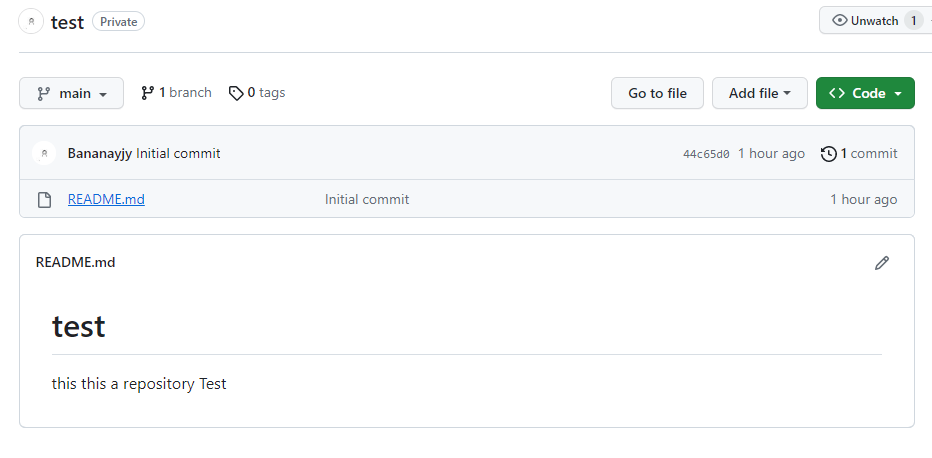 test Private Unwatch 1
main 1 branch 0 tags Go to file Add file Code
Bananayjy Initial commit 44c65d0 1 hour ago 1 commit
README.md Initial commit 1 hour ago
README.md
test
this this a repository Test